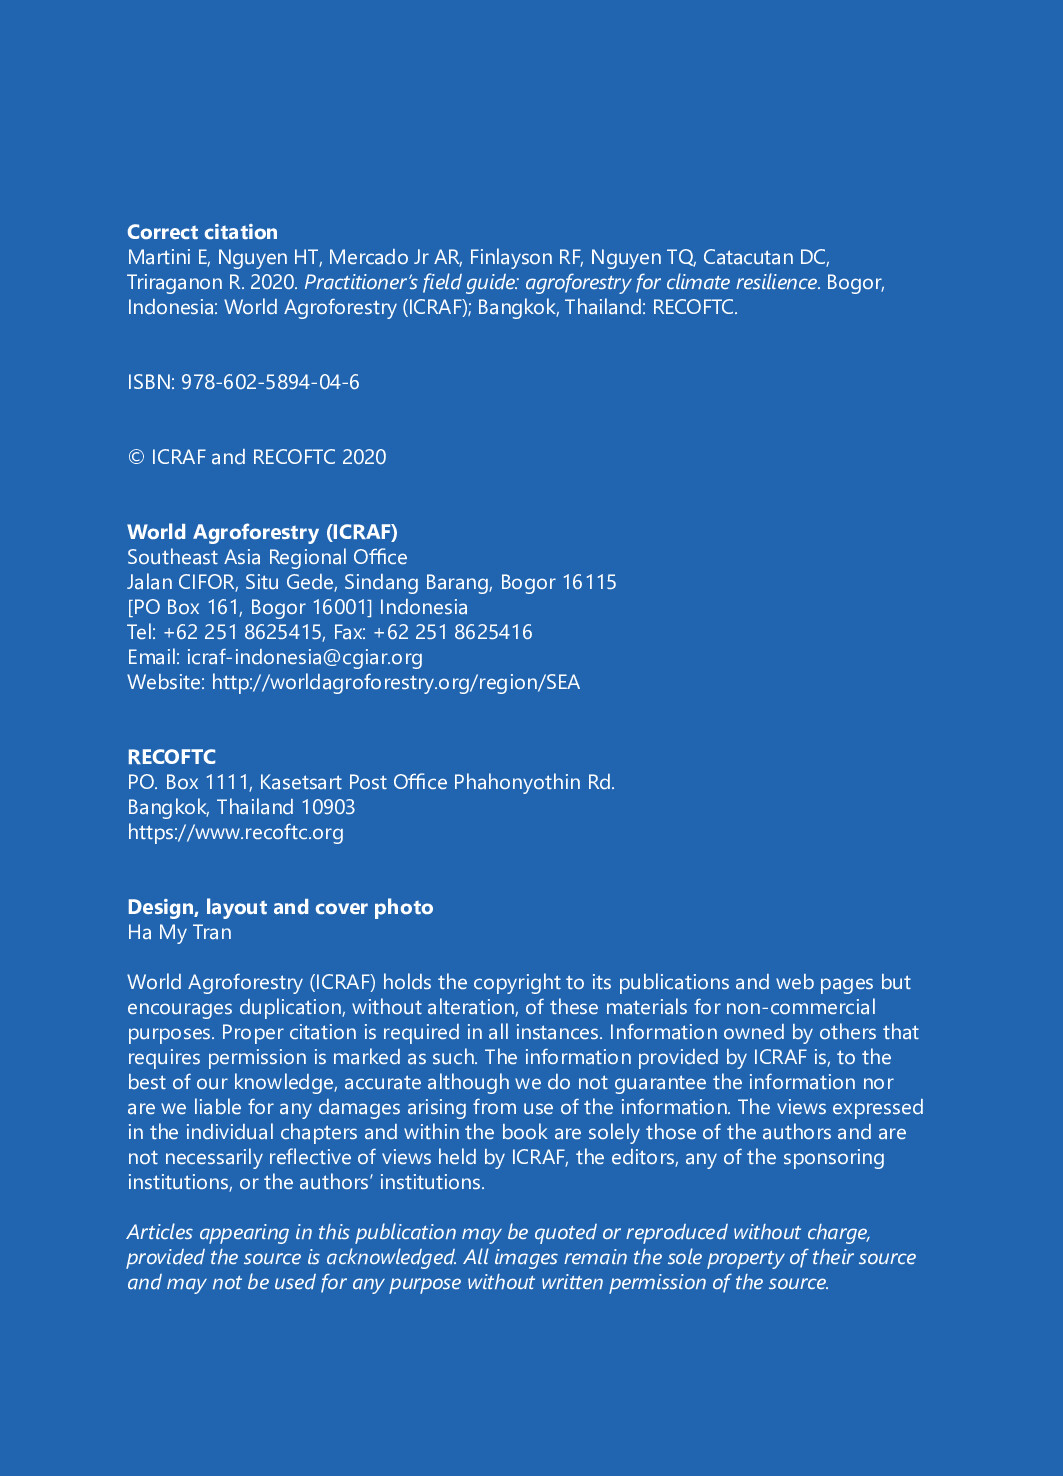 Correct citation
Martini E, Nguyen HT, Mercado Jr AR, Finlayson RF, Nguyen TQ, Catacutan DC,
Triraganon R. 2020. Practitioner’s field guide: agroforestry for climate resilience. Bogor,
Indonesia: World Agroforestry (ICRAF); Bangkok, Thailand: RECOFTC.
ISBN: 978-602-5894-04-6
© ICRAF and RECOFTC 2020
World Agroforestry (ICRAF)
Southeast Asia Regional Office
Jalan CIFOR, Situ Gede, Sindang Barang, Bogor 16115
[PO Box 161, Bogor 16001] Indonesia
Tel: +62 251 8625415, Fax: +62 251 8625416
Email: icraf-indonesia@cgiar.org
Website: http://worldagroforestry.org/region/SEA
RECOFTC
PO. Box 1111, Kasetsart Post Office Phahonyothin Rd.
Bangkok, Thailand 10903
https://www.recoftc.org
Design, layout and cover photo
Ha My Tran
World Agroforestry (ICRAF) holds the copyright to its publications and web pages but
encourages duplication, without alteration, of these materials for non-commercial
purposes. Proper citation is required in all instances. Information owned by others that
requires permission is marked as such. The information provided by ICRAF is, to the
best of our knowledge, accurate although we do not guarantee the information nor
are we liable for any damages arising from use of the information. The views expressed
in the individual chapters and within the book are solely those of the authors and are
not necessarily reflective of views held by ICRAF, the editors, any of the sponsoring
institutions, or the authors’ institutions.
Articles appearing in this publication may be quoted or reproduced without charge,
provided the source is acknowledged. All images remain the sole property of their source
and may not be used for any purpose without written permission of the source.